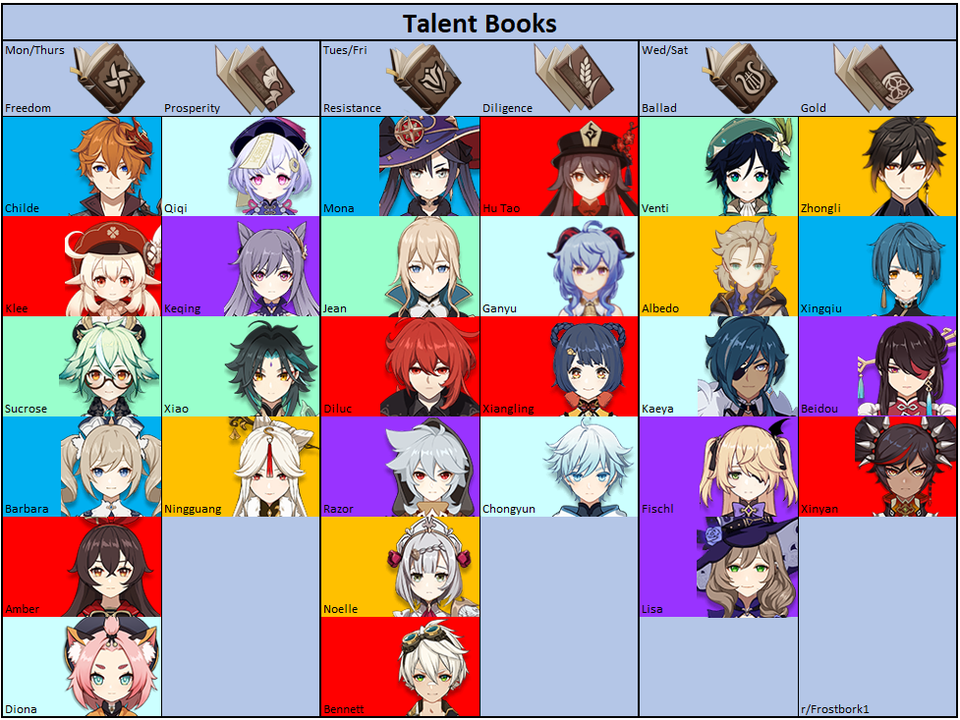 Talent Books
Mon/Thurs
Tues/Fri
Wed/Sat
Freedom
Prosperity
Resistance
Diligence
Ballad
Gold
Childe
Qiqi
Mona
Hu Tao
Venti
Zhongli
Klee
Keqing
Jean
Ganyu
Albedo
Xingqiu
Sucrose
Xiao
Diluc
Xiangling
Kaeya
Beidou
Barbara
Ningguang
Razor
Chongyun
Fischl
Xinyan
Amber
Noelle
Lisa
Diona
Bennett
r/Frostbork1